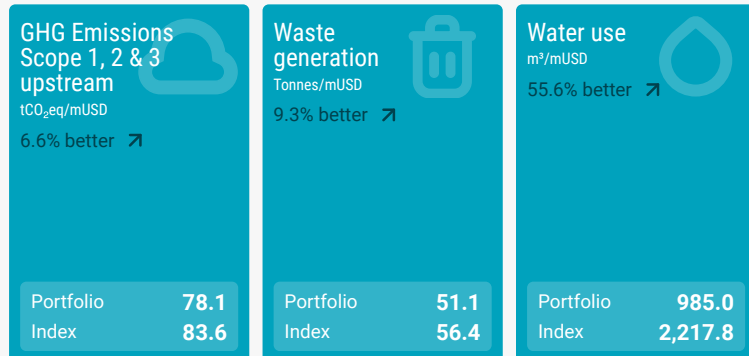 GHG Emissions
Scope 1, 2 & 3
upstream
tCO₂eq/mUSD
6.6% better
Portfolio 78.1
Index 83.6
Waste
generation
Tonnes/mUSD
9.3% better
Portfolio 51.1
Index 56.4
Water use
m³/mUSD
55.6% better
Portfolio 985.0
Index 2,217.8